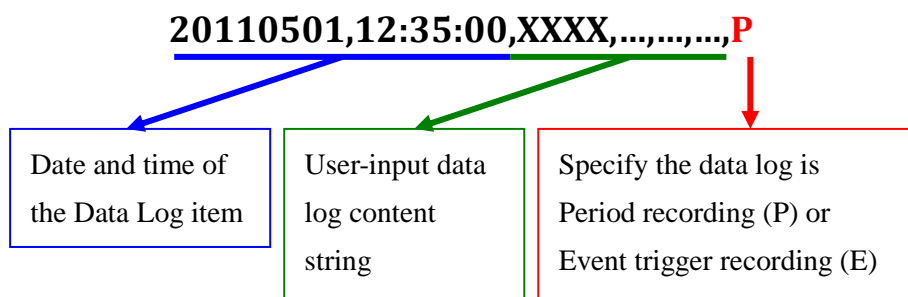 20110501,12:35:00,XXXX,...,...,...,P
Date and time of
the Data Log item
User-input data
log content
string
Specify the data log is
Period recording (P) or
Event trigger recording (E)